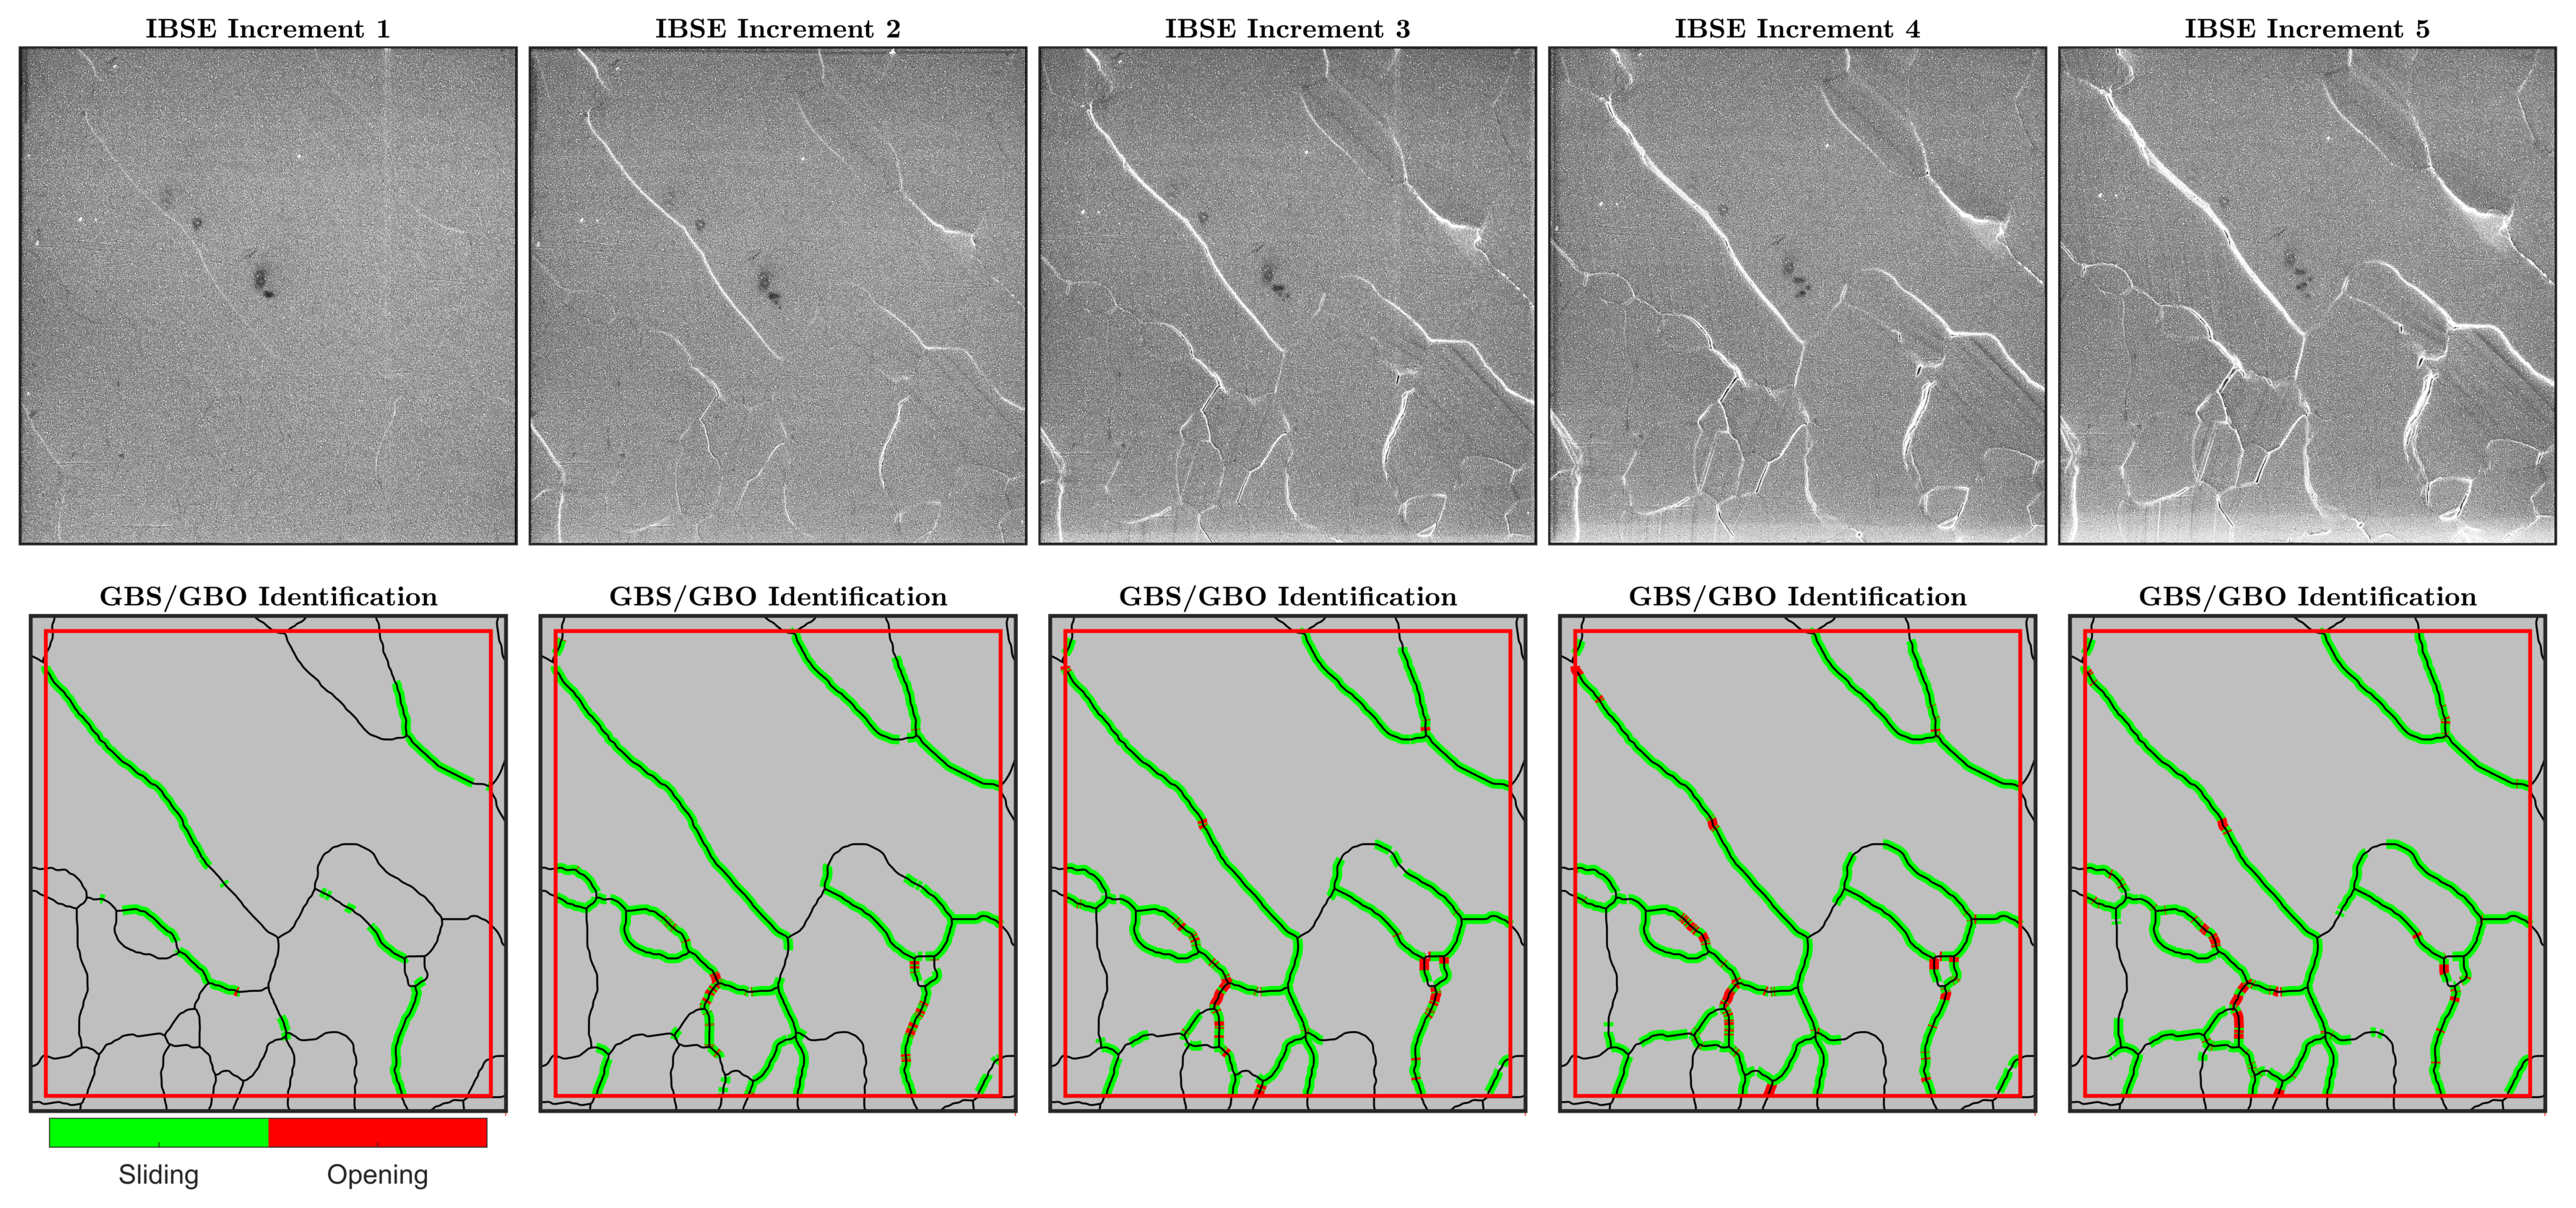 IBSE Increment 1
IBSE Increment 2
IBSE Increment 3
IBSE Increment 4
IBSE Increment 5
GBS/GBO Identification
GBS/GBO Identification
GBS/GBO Identification
GBS/GBO Identification
GBS/GBO Identification
Sliding
Opening